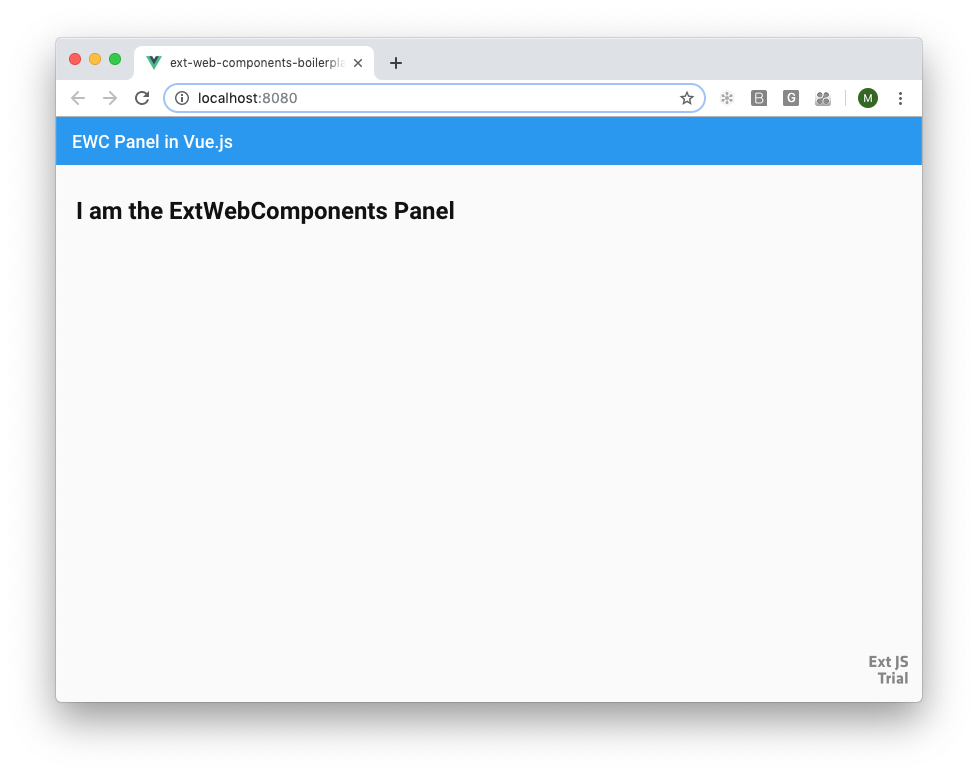 ext-web-components-boilerpla
localhost:8080
B
G
M
EWC Panel in Vue.js
I am the ExtWebComponents Panel
Ext JS
Trial